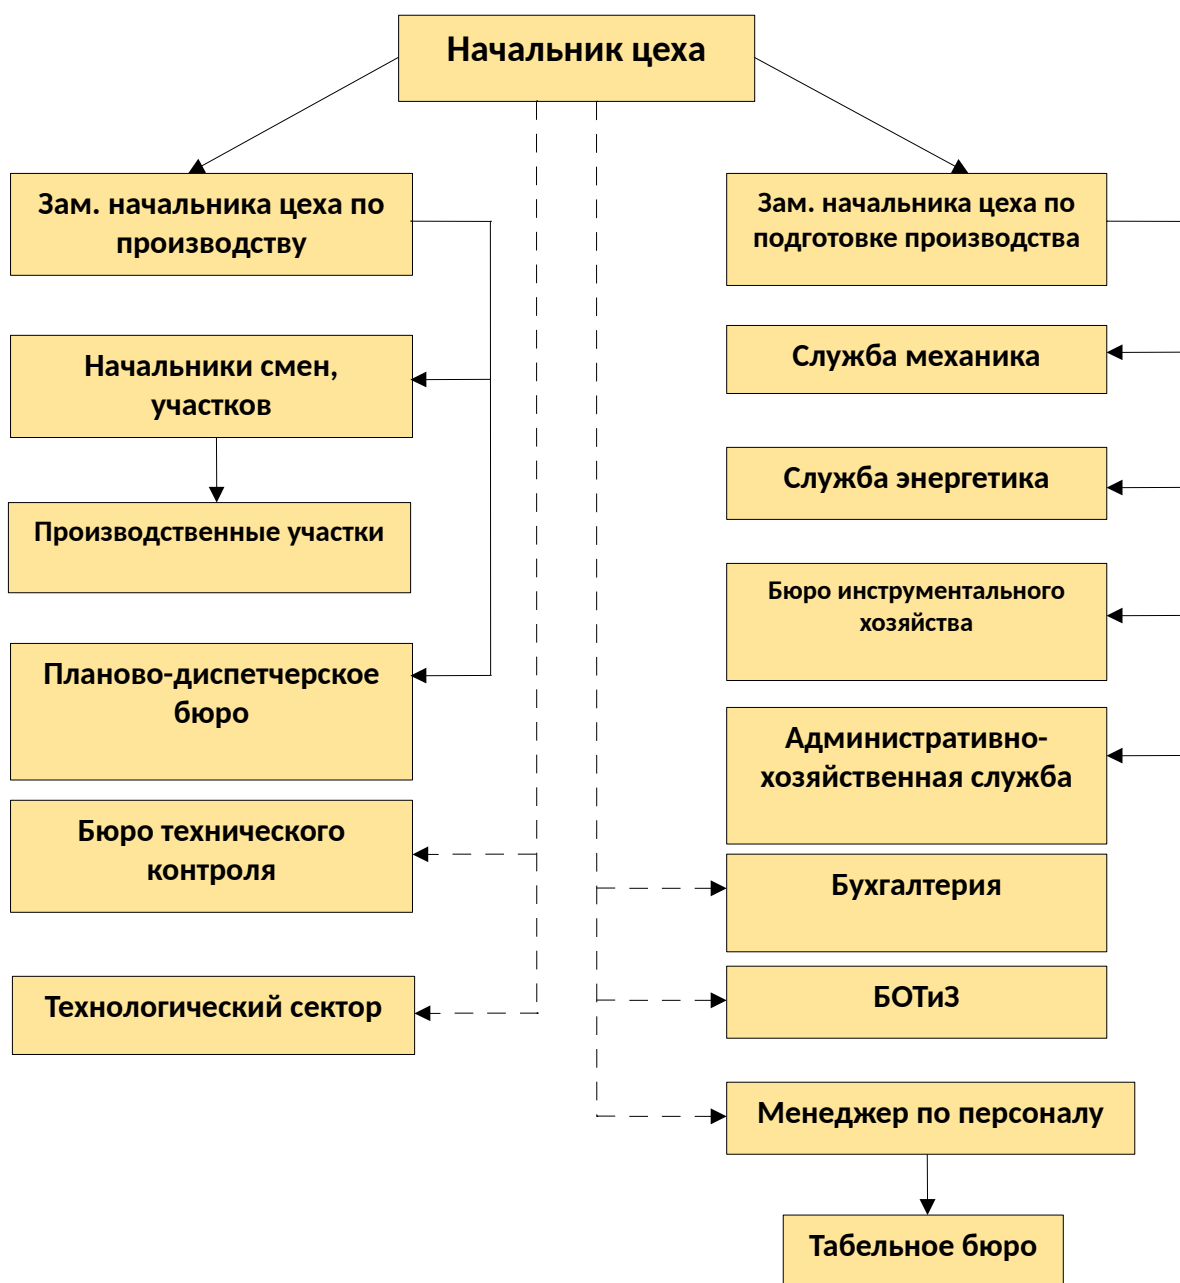 Начальник цеха
Зам. начальника цеха по
производству
Начальники смен,
участков
Производственные участки
Планово-диспетчерское
бюро
Бюро технического
контроля
Технологический сектор
Зам. начальника цеха по
подготовке производства
Служба механика
Служба энергетика
Бюро инструментального
хозяйства
Административно-
хозяйственная служба
Бухгалтерия
БОТиЗ
Менеджер по персоналу
Табельное бюро